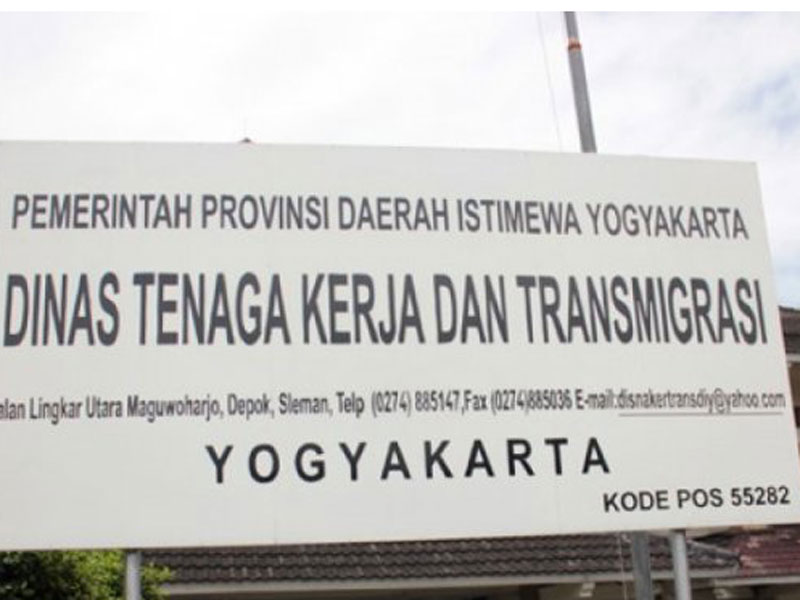 PEMERINTAH PROVINSI DAERAH ISTIMEWA YOGYAKARTA
DINAS TENAGA KERJA DAN TRANSMIGRASI
alan Lingkar Utara Maguwoharjo, Depok, Sleman, Telp (0274) 885147,Fax (0274)885036 E-mail:disnakertransdiy@yahoo.com
YOGYAKARTA
KODE POS 55282